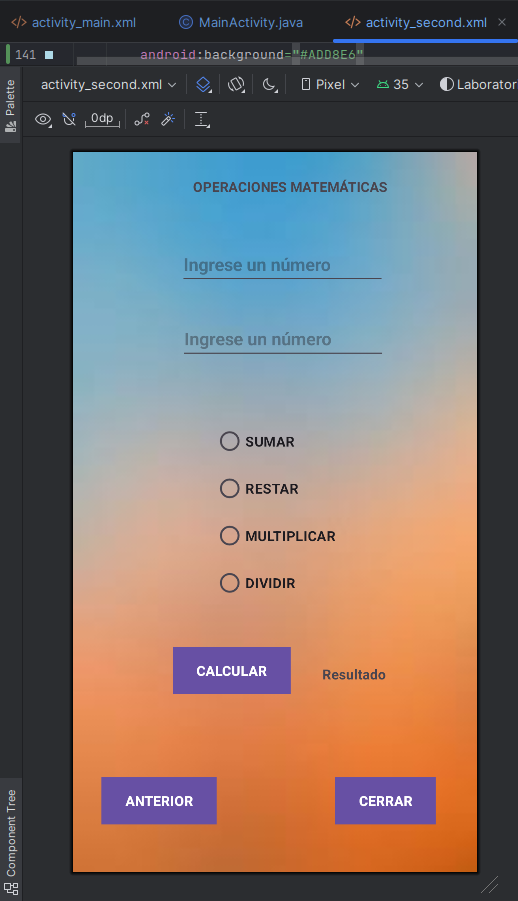 activity_main.xml MainActivity.java activity_second.xml
141 android:background="#ADD8E6"
Palette
activity_second.xml Pixel 35 Laborator
0dp
OPERACIONES MATEMÁTICAS
Ingrese un número
Ingrese un número
SUMAR
RESTAR
MULTIPLICAR
DIVIDIR
CALCULAR Resultado
ANTERIOR CERRAR
Component Tree